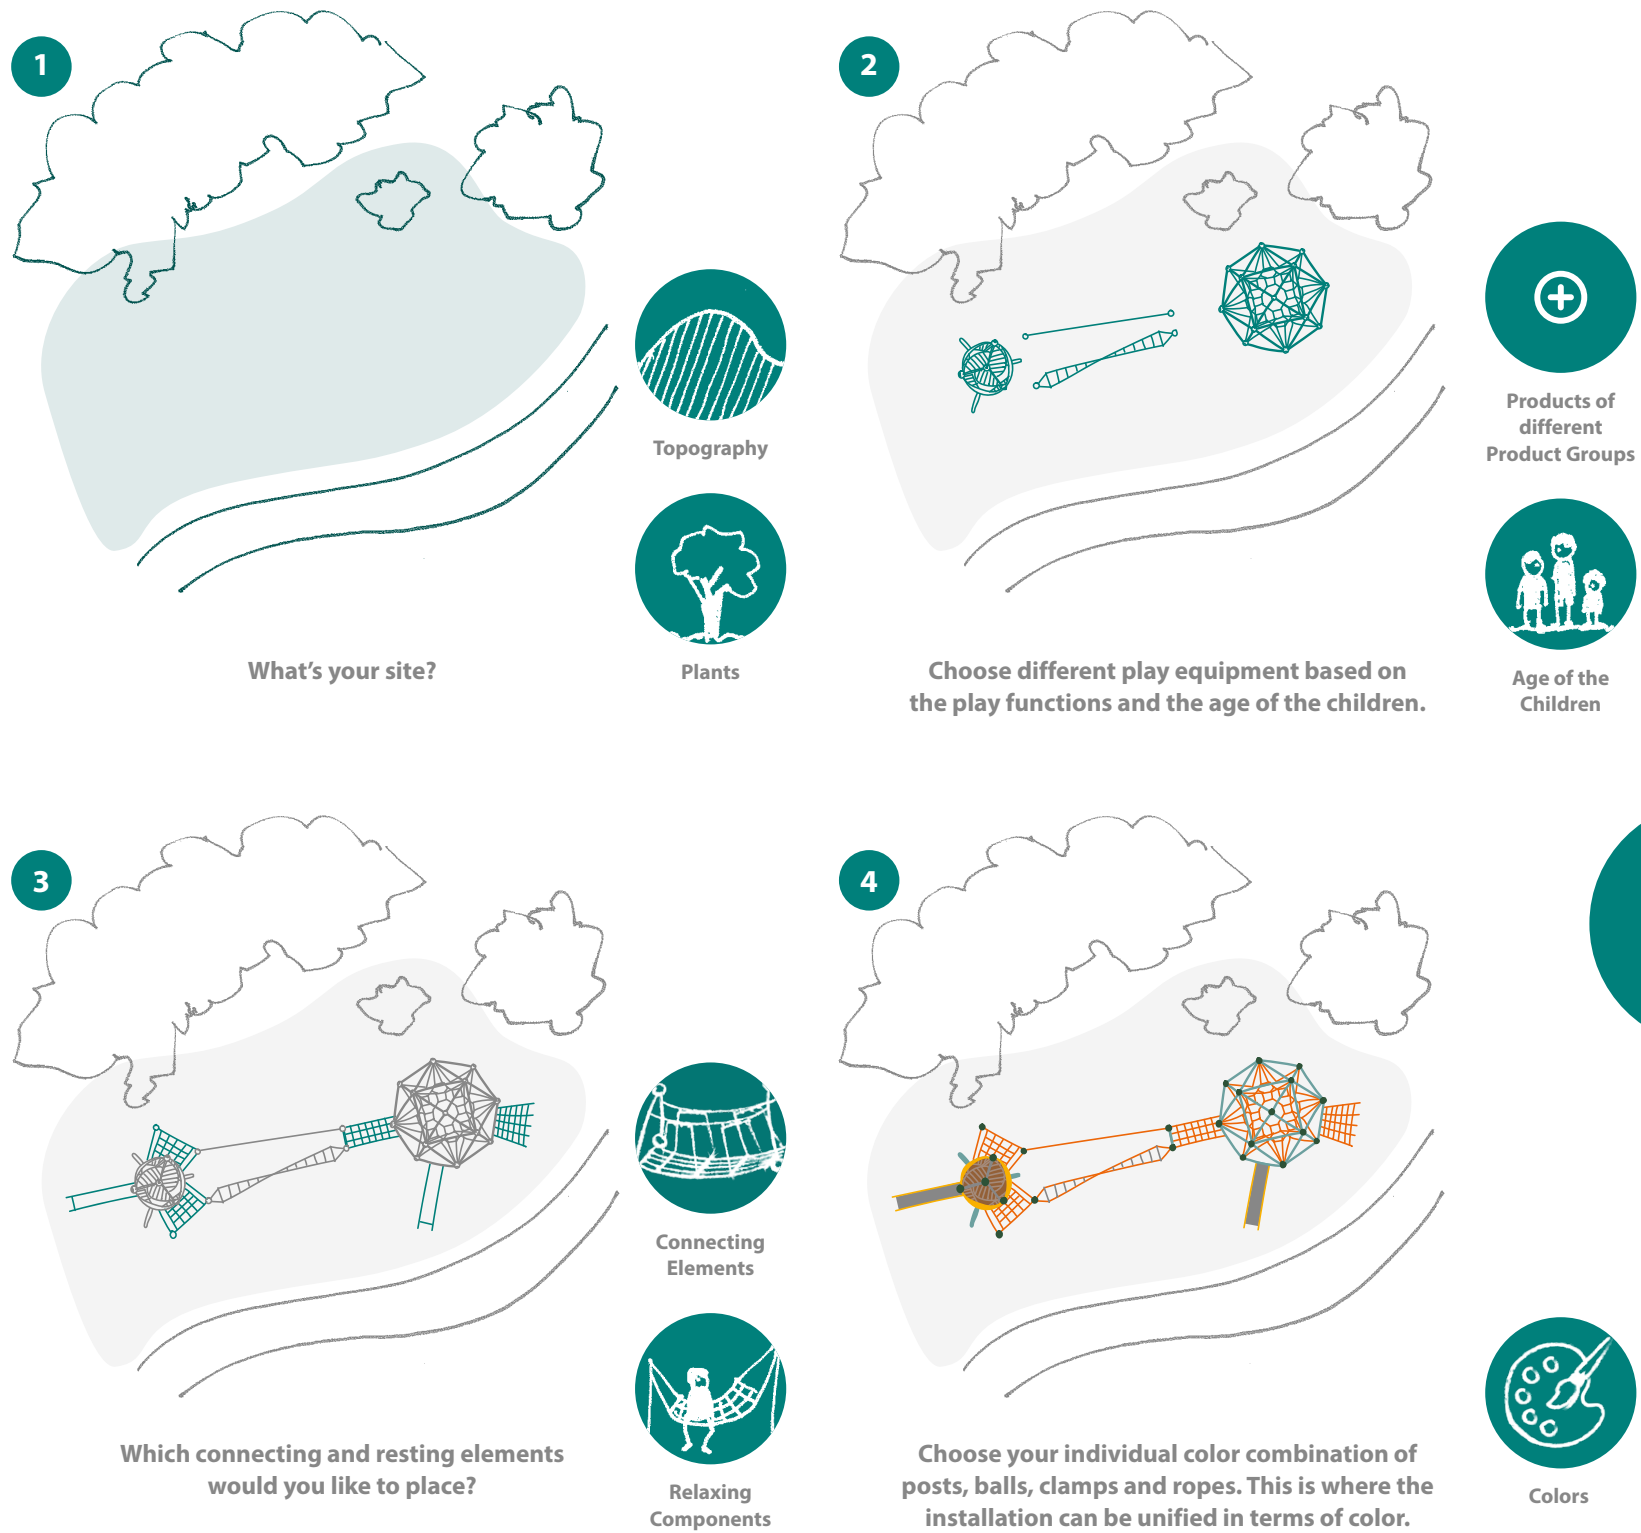 1
Topography
Plants
What's your site?
2
Products of
different
Product Groups
Age of the
Children
Choose different play equipment based on
the play functions and the age of the children.
3
Connecting
Elements
Relaxing
Components
Which connecting and resting elements
would you like to place?
4
Colors
Choose your individual color combination of
posts, balls, clamps and ropes. This is where the
installation can be unified in terms of color.